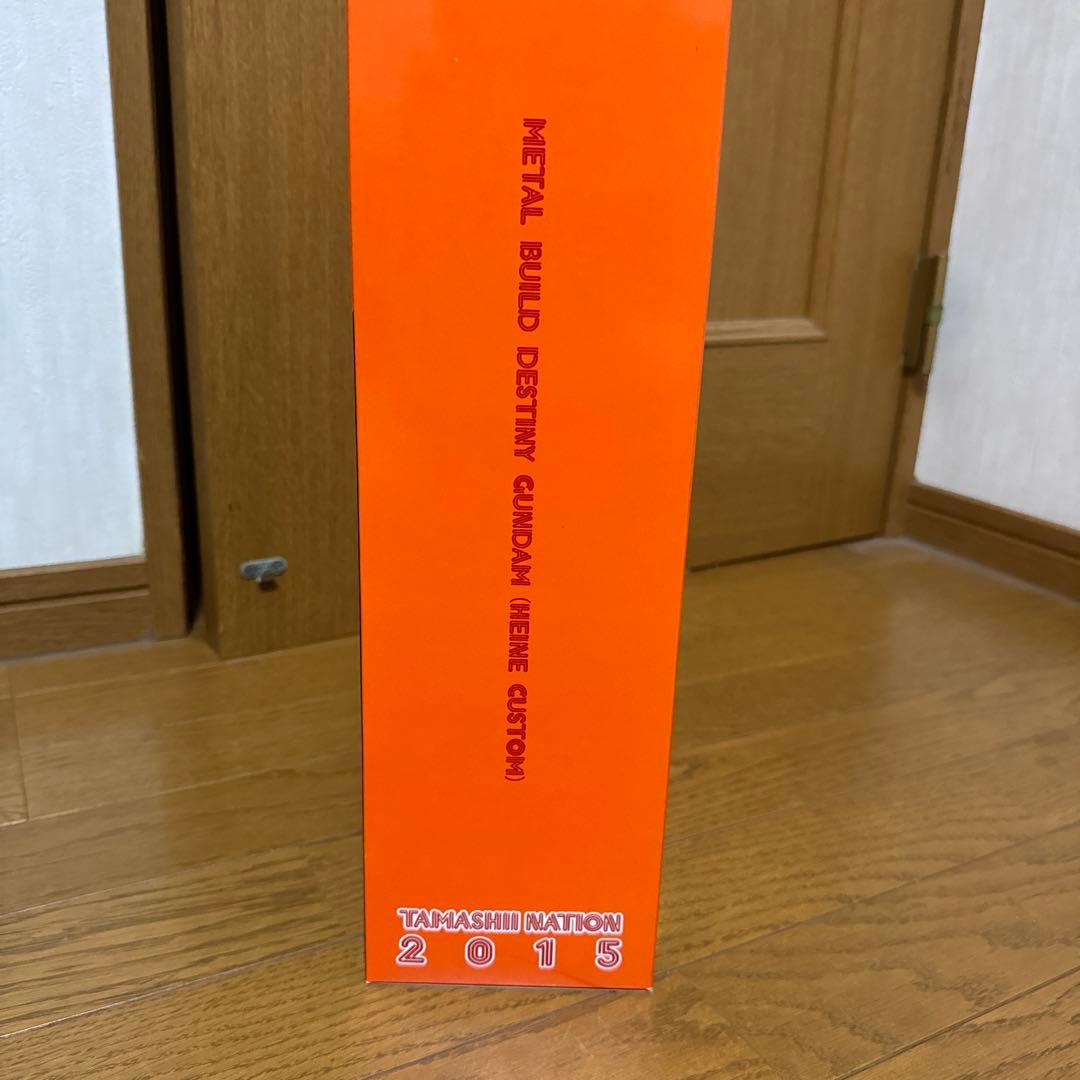 METAL BUILD DESTINY GUNDAM (HEINE CUSTOM)
TAMASHII NATION
2015